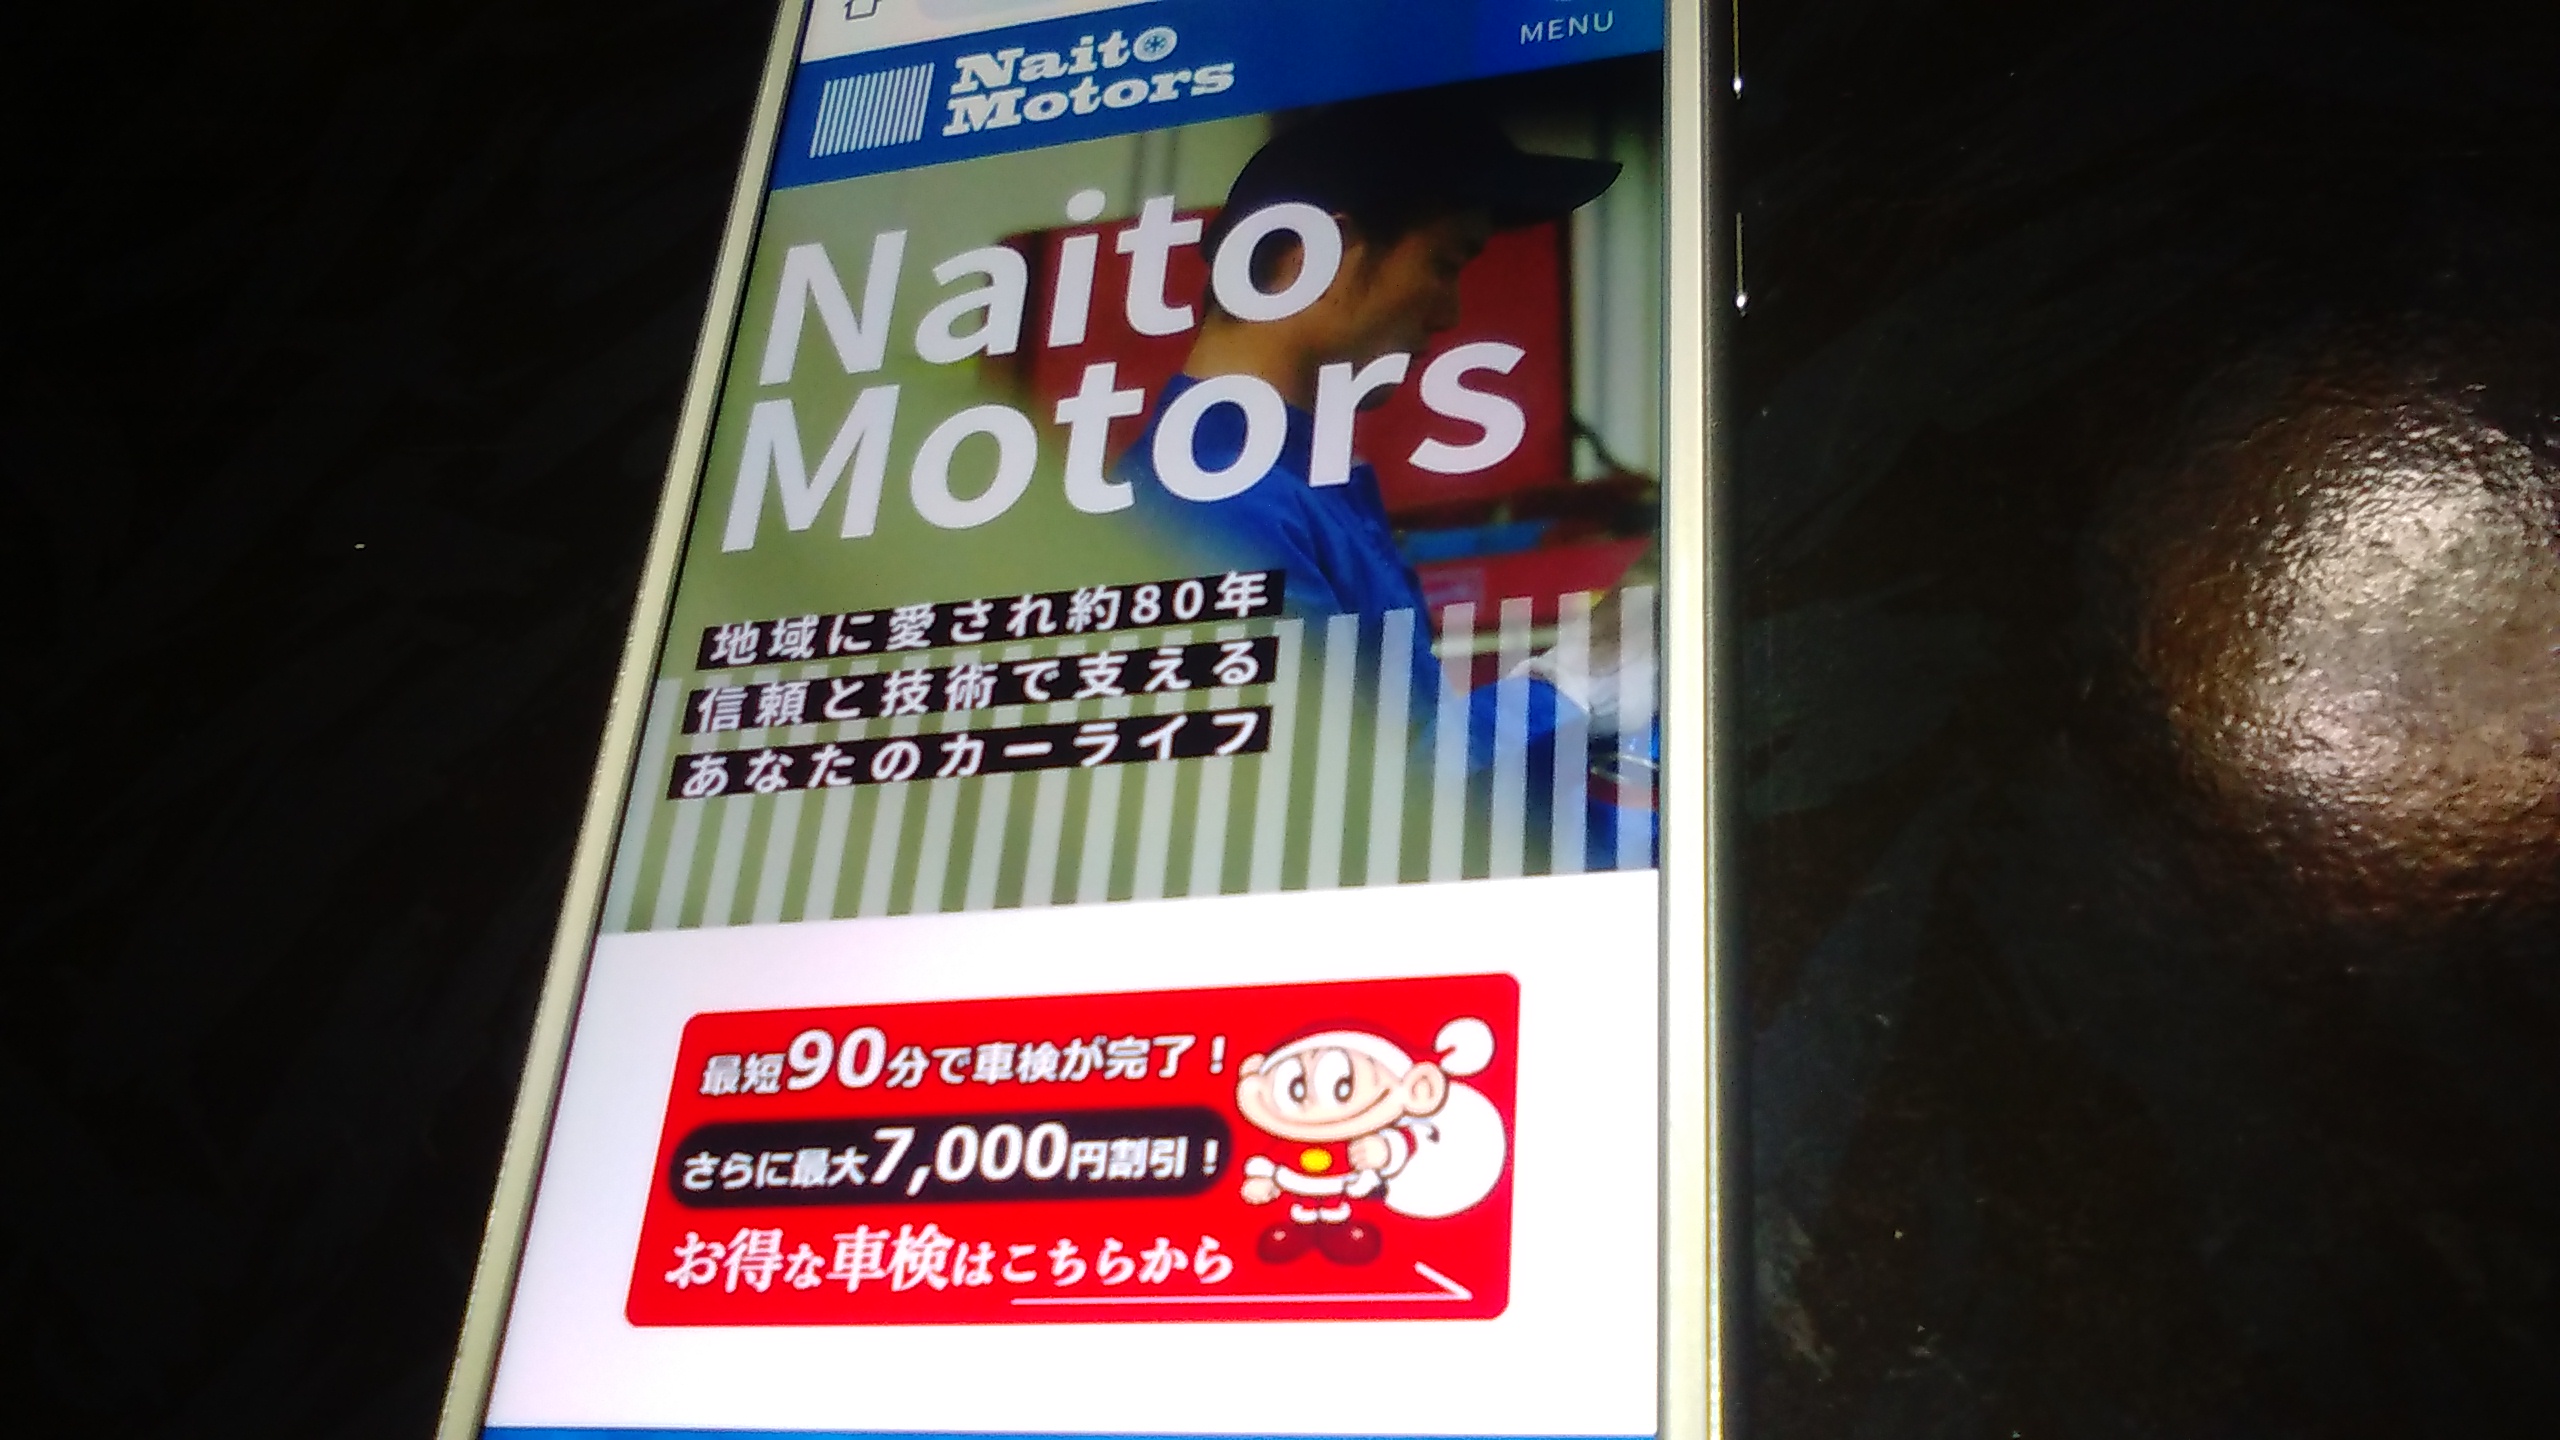 MENU
Naito
Motors
Naito
Motors
地域に愛され約80年
信頼と技術で支える
あなたのカーライフ
最短90分で車検が完了！
さらに最大7,000円割引！
お得な車検はこちらから